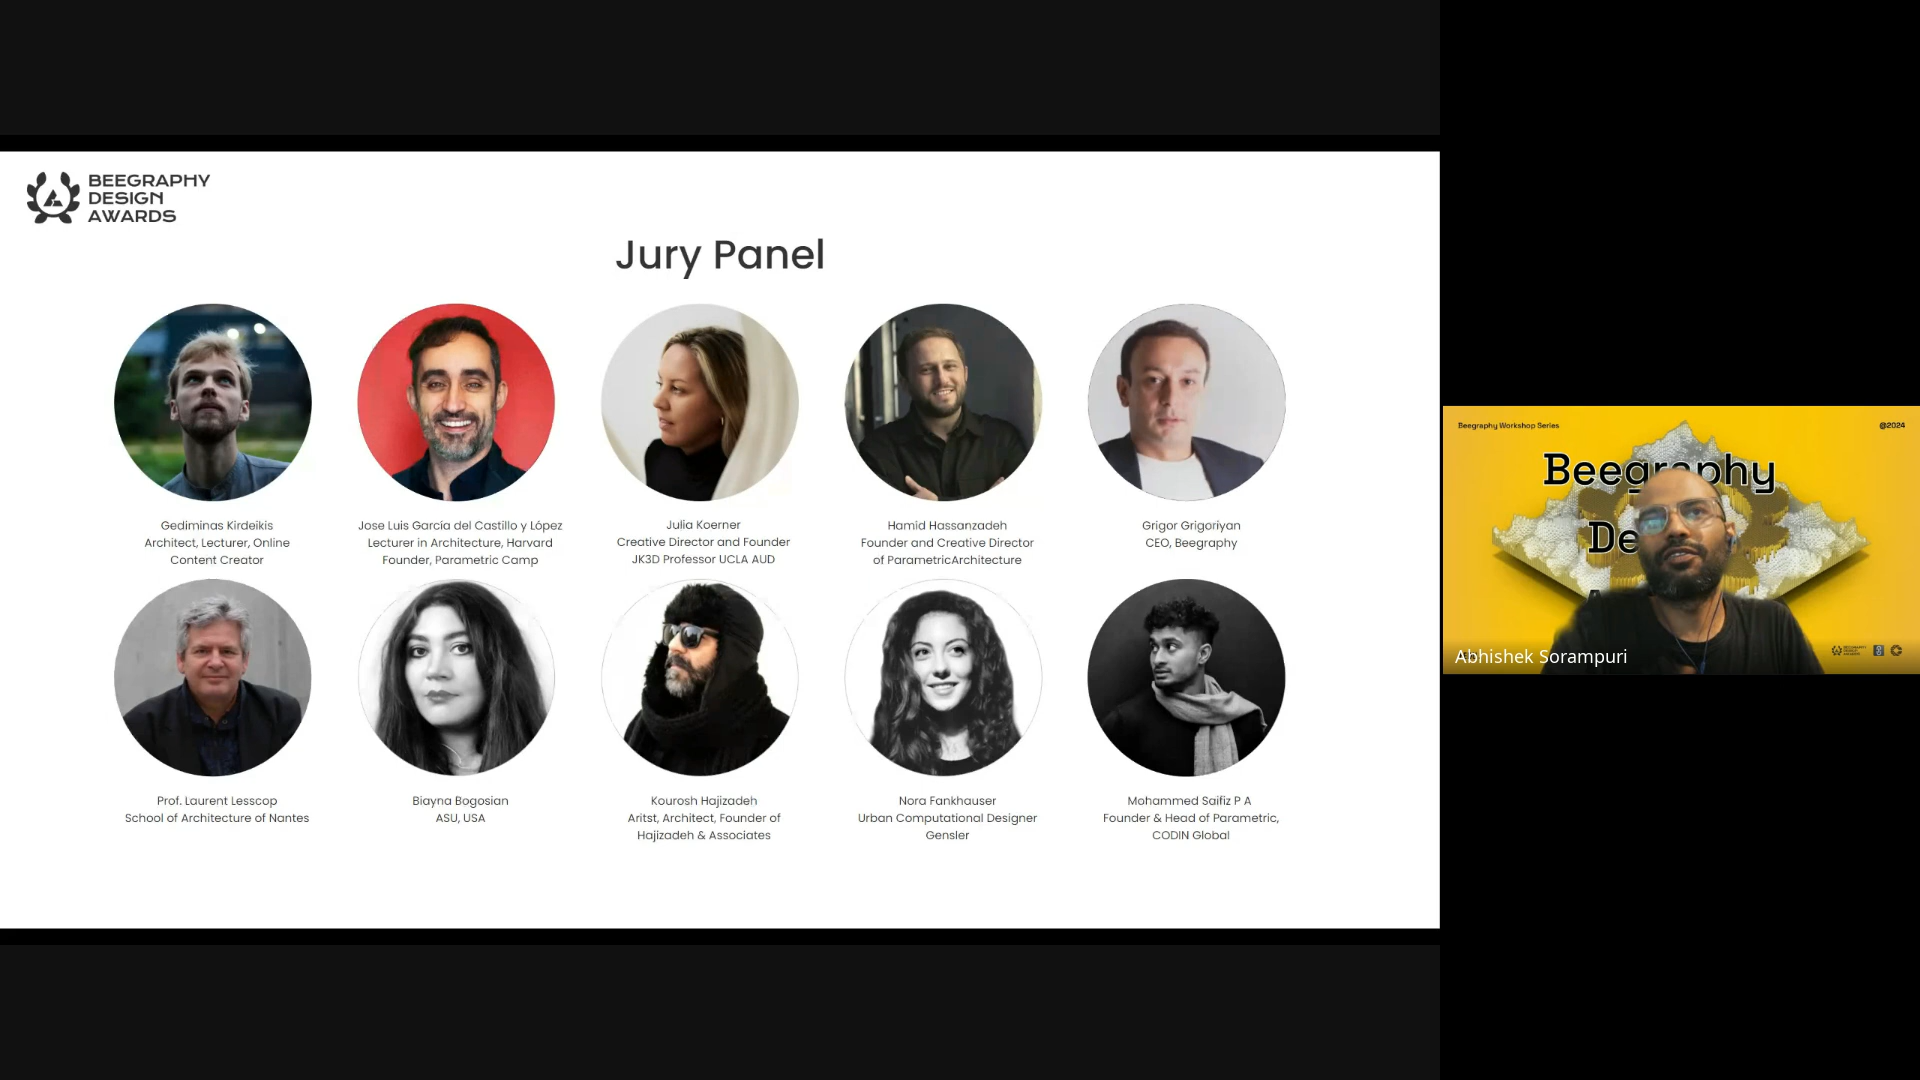 BEEGRAPHY
DESIGN
AWARDS
Jury Panel
Gediminas Kirdeikis
Architect, Lecturer, Online
Content Creator
Jose Luis García del Castillo y López
Lecturer in Architecture, Harvard
Founder, Parametric Camp
Julia Koerner
Creative Director and Founder
JK3D Professor UCLA AUD
Hamid Hassanzadeh
Founder and Creative Director
of ParametricArchitecture
Grigor Grigoriyan
CEO, Beegraphy
Prof. Laurent Lesscop
School of Architecture of Nantes
Biayna Bogosian
ASU, USA
Kourosh Hajizadeh
Aritst, Architect, Founder of
Hajizadeh & Associates
Nora Fankhauser
Urban Computational Designer
Gensler
Mohammed Saifiz P A
Founder & Head of Parametric,
CODIN Global
Beegraphy Workshop Series
@2024
Beegraphy
De
Abhishek Sorampuri